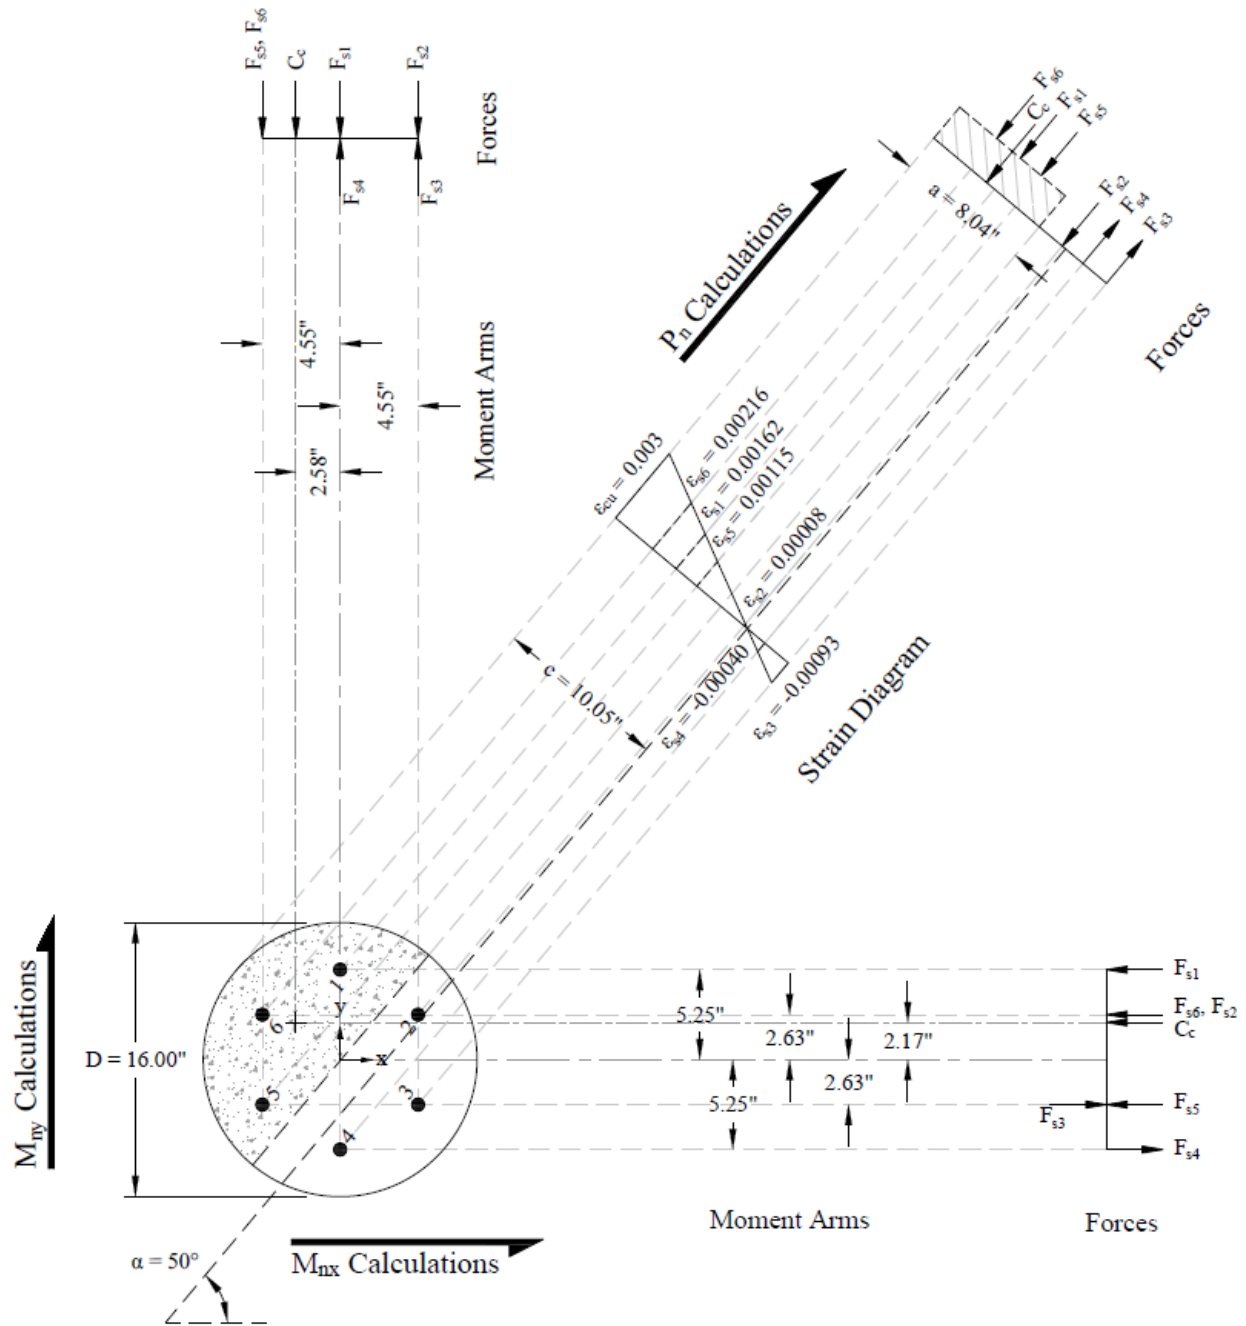 Fs5, Fs6
Cc
Fs1
Fs2
Forces
Fs4
Fs3
4.55"
4.55"
2.58"
Moment Arms
Pn Calculations
Fs6
Cc
Fs1
Fs5
a = 8.04"
Fs2
Fs4
Fs3
Forces
εcu = 0.003
εs6 = 0.00216
εs1 = 0.00162
εs5 = 0.00115
εs2 = 0.00008
εs4 = -0.00040
εs3 = -0.00093
c = 10.05"
Strain Diagram
Mny Calculations
D = 16.00"
1
y
2
6
x
5
3
4
α = 50°
Mnx Calculations
5.25"
2.63"
2.17"
2.63"
5.25"
Fs1
Fs6, Fs2
Cc
Fs3
Fs5
Fs4
Moment Arms
Forces